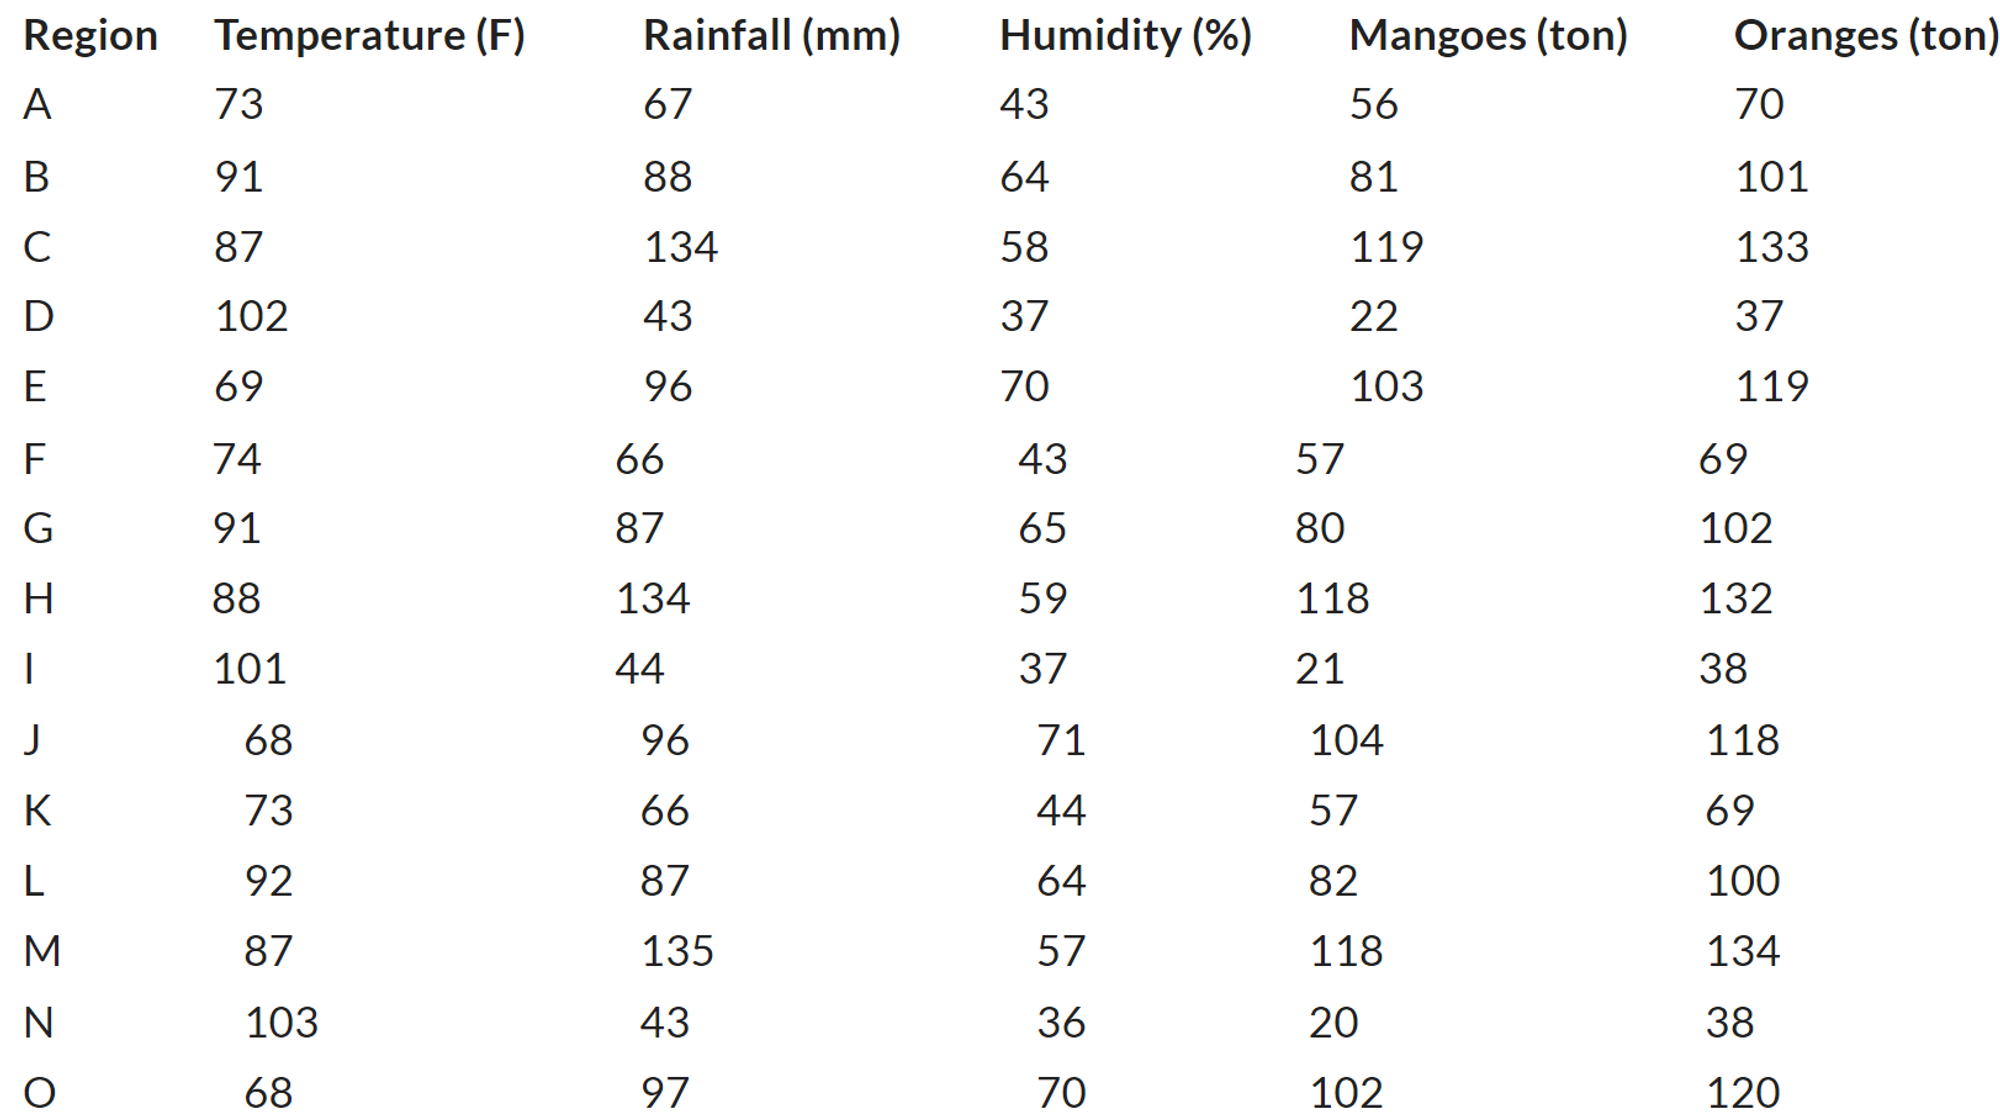 Region Temperature (F) Rainfall (mm) Humidity (%) Mangoes (ton) Oranges (ton)
A 73 67 43 56 70
B 91 88 64 81 101
C 87 134 58 119 133
D 102 43 37 22 37
E 69 96 70 103 119
F 74 66 43 57 69
G 91 87 65 80 102
H 88 134 59 118 132
I 101 44 37 21 38
J 68 96 71 104 118
K 73 66 44 57 69
L 92 87 64 82 100
M 87 135 57 118 134
N 103 43 36 20 38
O 68 97 70 102 120